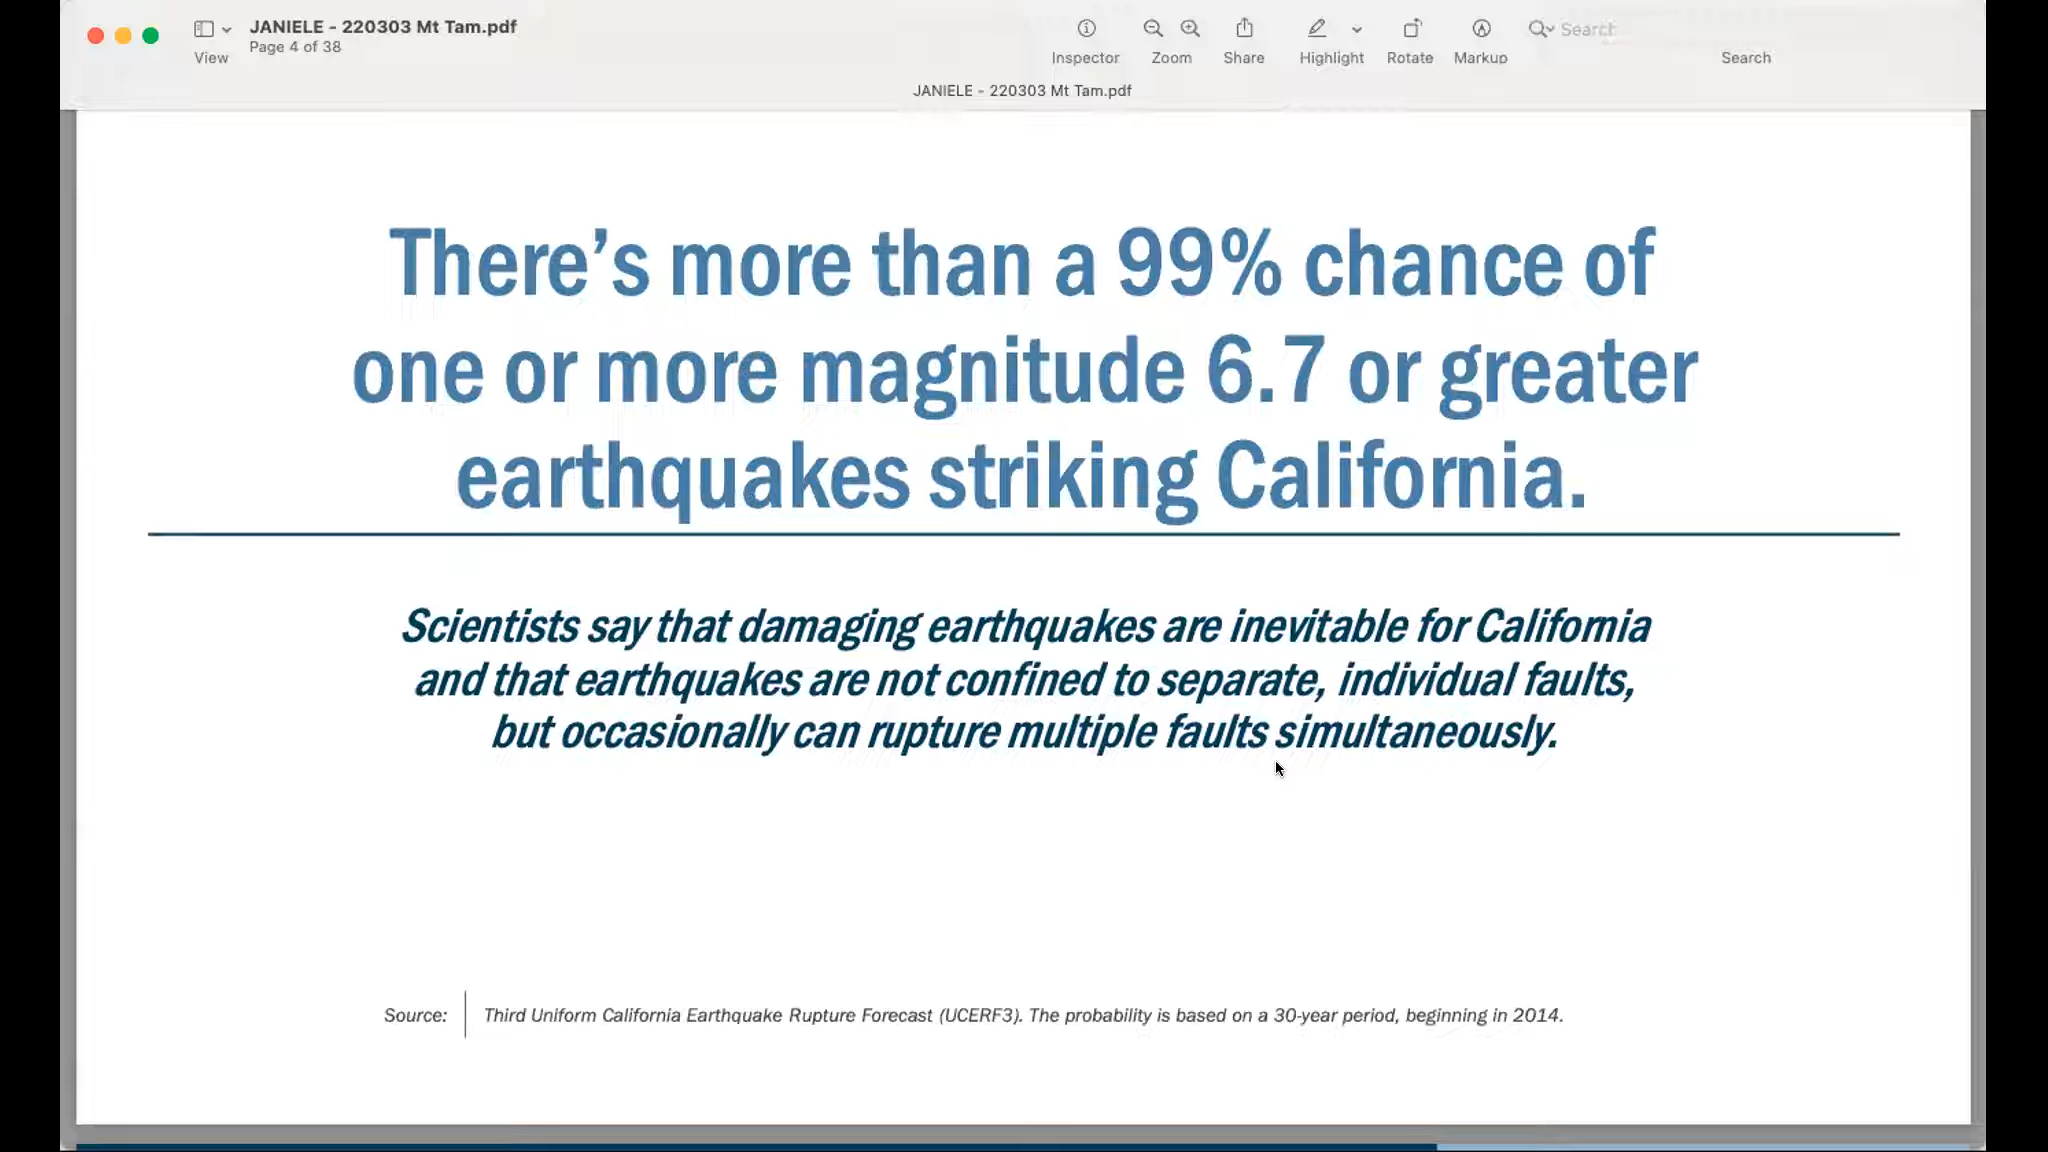 JANIELE - 220303 Mt Tam.pdf
Page 4 of 38
View
Inspector
Zoom
Share
Highlight
Rotate
Markup
Search
Search
JANIELE - 220303 Mt Tam.pdf
There's more than a 99% chance of
one or more magnitude 6.7 or greater
earthquakes striking California.
Scientists say that damaging earthquakes are inevitable for California
and that earthquakes are not confined to separate, individual faults,
but occasionally can rupture multiple faults simultaneously.
Source: Third Uniform California Earthquake Rupture Forecast (UCERF3). The probability is based on a 30-year period, beginning in 2014.